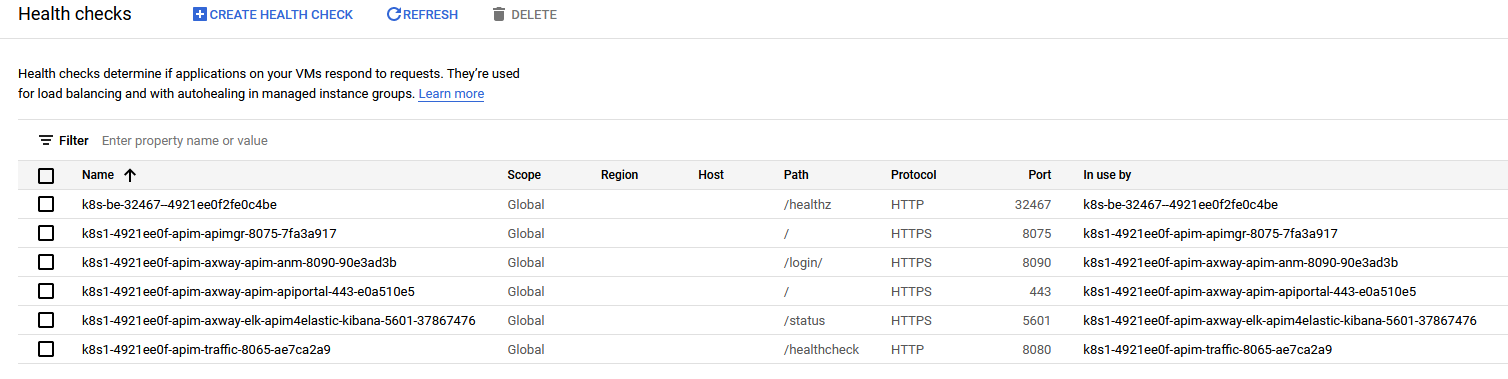 Health checks CREATE HEALTH CHECK REFRESH DELETE
Health checks determine if applications on your VMs respond to requests. They're used
for load balancing and with autohealing in managed instance groups. Learn more
Filter Enter property name or value
Name Scope Region Host Path Protocol Port In use by
k8s-be-32467--4921ee0f2fe0c4be Global /healthz HTTP 32467 k8s-be-32467--4921ee0f2fe0c4be
k8s1-4921ee0f-apim-apimgr-8075-7fa3a917 Global / HTTPS 8075 k8s1-4921ee0f-apim-apimgr-8075-7fa3a917
k8s1-4921ee0f-apim-axway-apim-anm-8090-90e3ad3b Global /login/ HTTPS 8090 k8s1-4921ee0f-apim-axway-apim-anm-8090-90e3ad3b
k8s1-4921ee0f-apim-axway-apim-apiportal-443-e0a510e5 Global / HTTPS 443 k8s1-4921ee0f-apim-axway-apim-apiportal-443-e0a510e5
k8s1-4921ee0f-apim-axway-elk-apim4elastic-kibana-5601-37867476 Global /status HTTPS 5601 k8s1-4921ee0f-apim-axway-elk-apim4elastic-kibana-5601-37867476
k8s1-4921ee0f-apim-traffic-8065-ae7ca2a9 Global /healthcheck HTTP 8080 k8s1-4921ee0f-apim-traffic-8065-ae7ca2a9